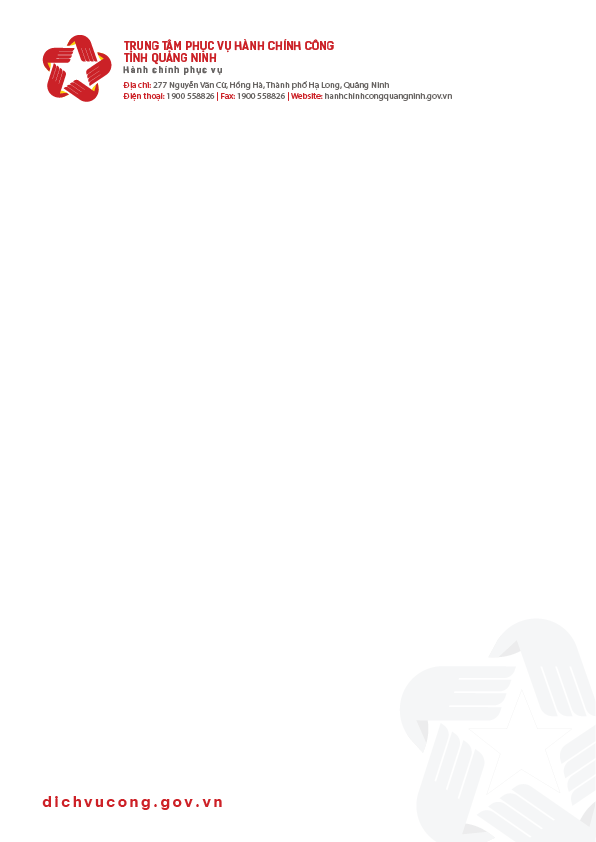 TRUNG TÂM PHỤC VỤ HÀNH CHÍNH CÔNG
TỈNH QUẢNG NINH
Hành chính phục vụ
Địa chỉ: 277 Nguyễn Văn Cừ, Hồng Hà, Thành phố Hạ Long, Quảng Ninh
Điện thoại: 1900 558826 | Fax: 1900 558826 | Website: hanhchinhcongquangninh.gov.vn
dichvucong.gov.vn